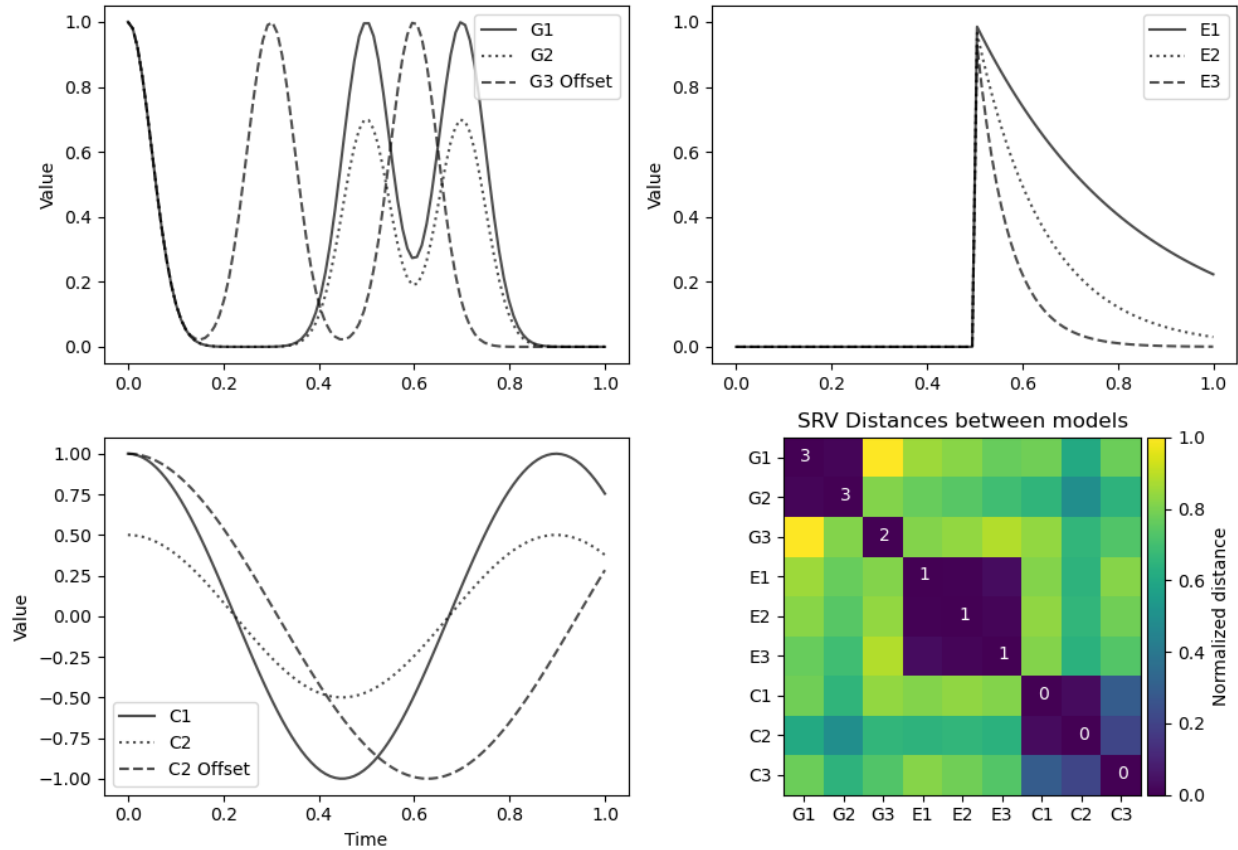 G1
G2
G3 Offset
Value
1.0
0.8
0.6
0.4
0.2
0.0
0.0 0.2 0.4 0.6 0.8 1.0
E1
E2
E3
Value
1.0
0.8
0.6
0.4
0.2
0.0
0.0 0.2 0.4 0.6 0.8 1.0
C1
C2
C2 Offset
Value
1.00
0.75
0.50
0.25
0.00
−0.25
−0.50
−0.75
−1.00
0.0 0.2 0.4 0.6 0.8 1.0
Time
SRV Distances between models
G1 3
G2 3
G3 2
E1 1
E2 1
E3 1
C1 0
C2 0
C3 0
G1 G2 G3 E1 E2 E3 C1 C2 C3
1.0
0.8
0.6
0.4
0.2
0.0
Normalized distance